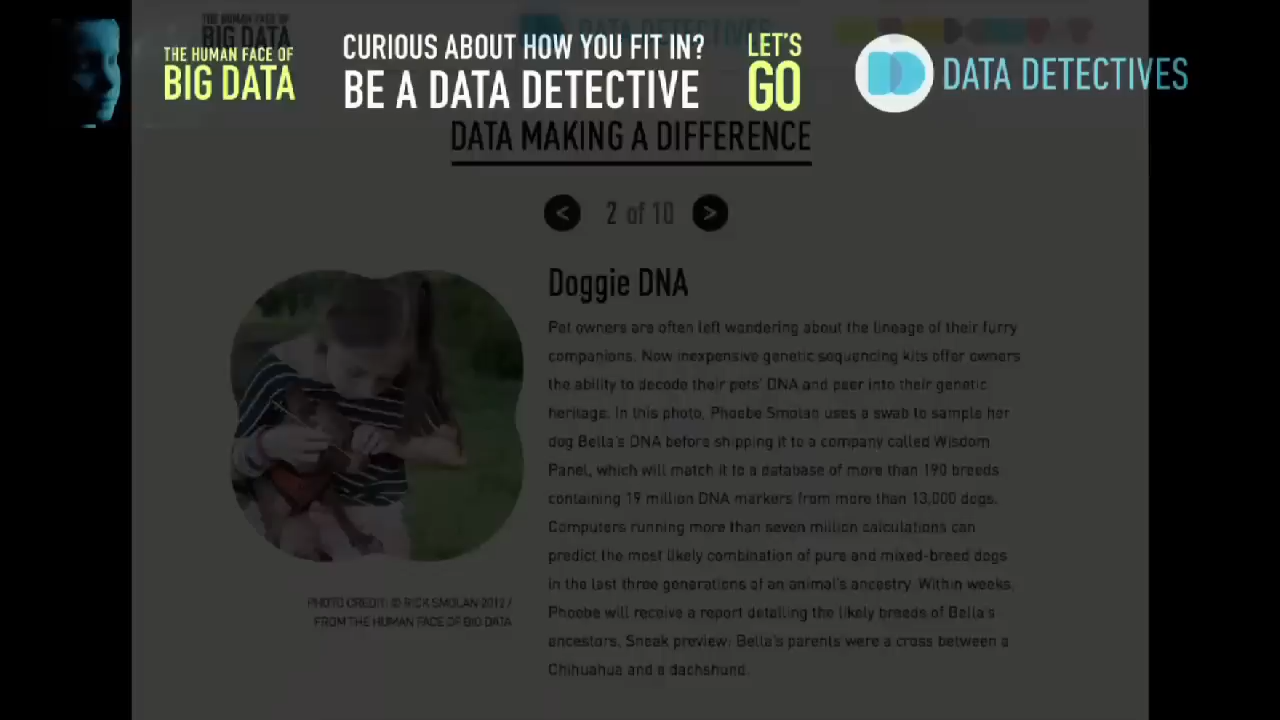 THE HUMAN FACE OF
BIG DATA
DATA DETECTIVES
THE HUMAN FACE OF
BIG DATA
CURIOUS ABOUT HOW YOU FIT IN?
BE A DATA DETECTIVE
LET'S
GO
DATA DETECTIVES
DATA MAKING A DIFFERENCE
< 2 of 10 >
Doggie DNA
Pet owners are often left wondering about the lineage of their furry
companions. Now inexpensive genetic sequencing kits offer owners
the ability to decode their pets' DNA and peer into their genetic
heritage. In this photo, Phoebe Smolan uses a swab to sample her
dog Bella's DNA before shipping it to a company called Wisdom
Panel, which will match it to a database of more than 190 breeds
containing 19 million DNA markers from more than 13,000 dogs.
Computers running more than seven million calculations can
predict the most likely combination of pure and mixed-breed dogs
in the last three generations of an animal's ancestry. Within weeks,
Phoebe will receive a report detailing the likely breeds of Bella's
ancestors. Sneak preview: Bella's parents were a cross between a
Chihuahua and a dachshund.
PHOTO CREDIT: © RICK SMOLAN 2012 /
FROM THE HUMAN FACE OF BIG DATA